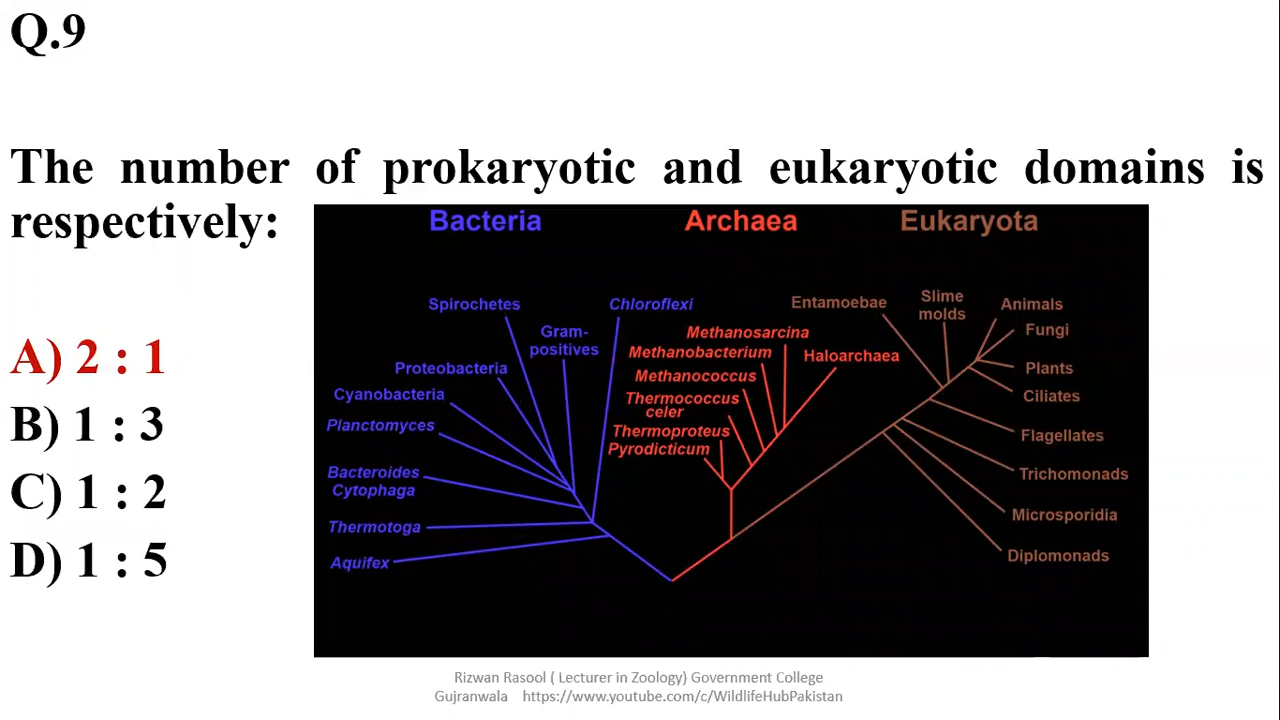 Q.9
The number of prokaryotic and eukaryotic domains is
respectively:
A) 2 : 1
B) 1 : 3
C) 1 : 2
D) 1 : 5
Bacteria Archaea Eukaryota
Spirochetes
Chloroflexi
Gram-
positives
Proteobacteria
Cyanobacteria
Planctomyces
Bacteroides
Cytophaga
Thermotoga
Aquifex
Methanosarcina
Methanobacterium
Haloarchaea
Methanococcus
Thermococcus
celer
Thermoproteus
Pyrodicticum
Entamoebae
Slime
molds
Animals
Fungi
Plants
Ciliates
Flagellates
Trichomonads
Microsporidia
Diplomonads
Rizwan Rasool ( Lecturer in Zoology) Government College
Gujranwala https://www.youtube.com/c/WildlifeHubPakistan